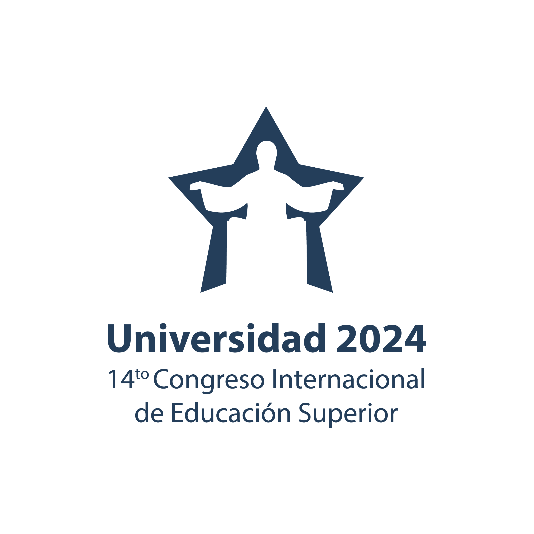 Universidad 2024
14to Congreso Internacional
de Educación Superior